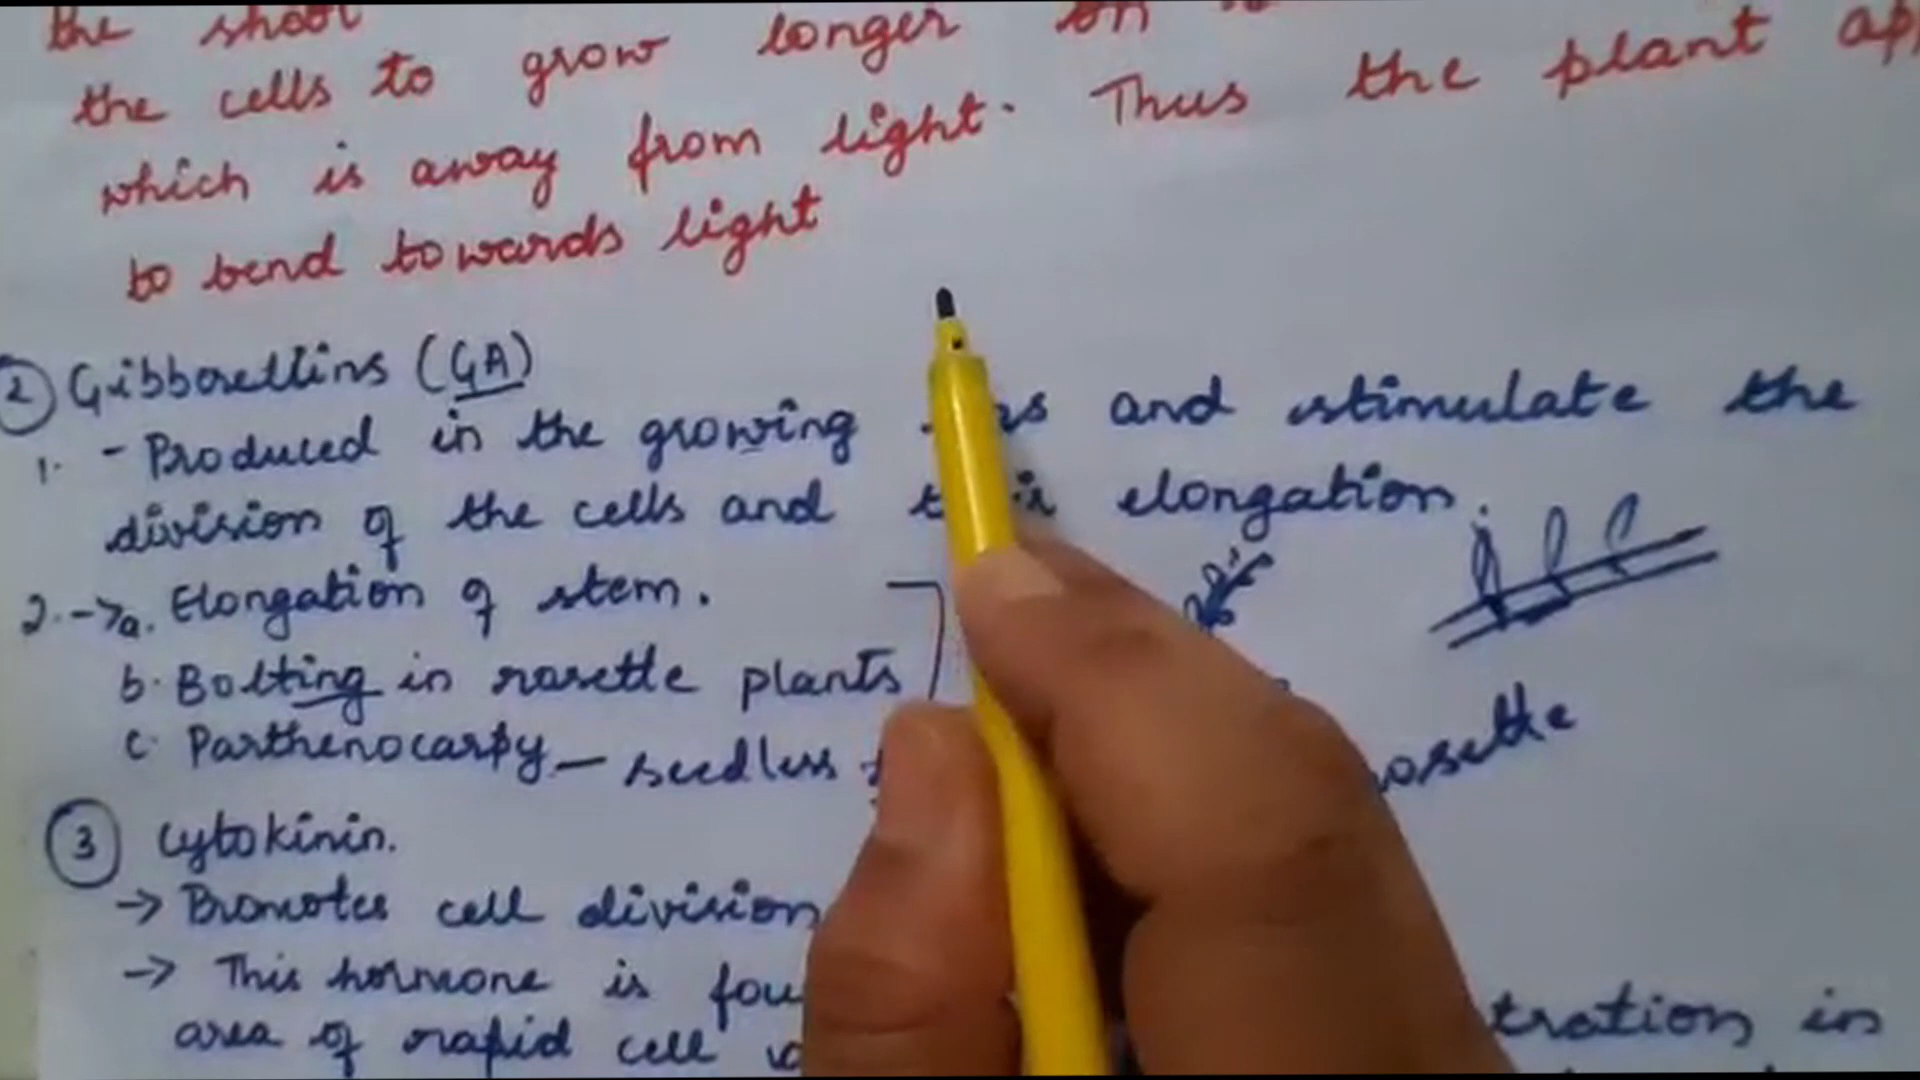 the shoot
the cells to grow longer on
which is away from light. Thus the plant
to bend towards light
2 Gibberellins (GA)
1. - Produced in the growing and stimulate the
division of the cells and elongation.
2. -> a. Elongation of stem.
b. Bolting in rosette plants
c. Parthenocarpy - seedless
rosette
3 Cytokinin.
-> Promotes cell division
-> This hormone is
tration in
area of rapid cell